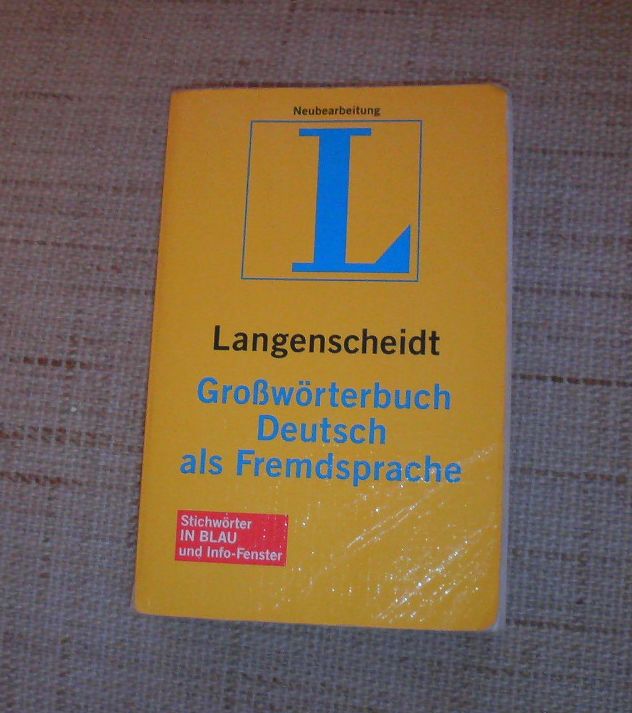 Neubearbeitung
L
Langenscheidt
Großwörterbuch
Deutsch
als Fremdsprache
Stichwörter
IN BLAU
und Info-Fenster